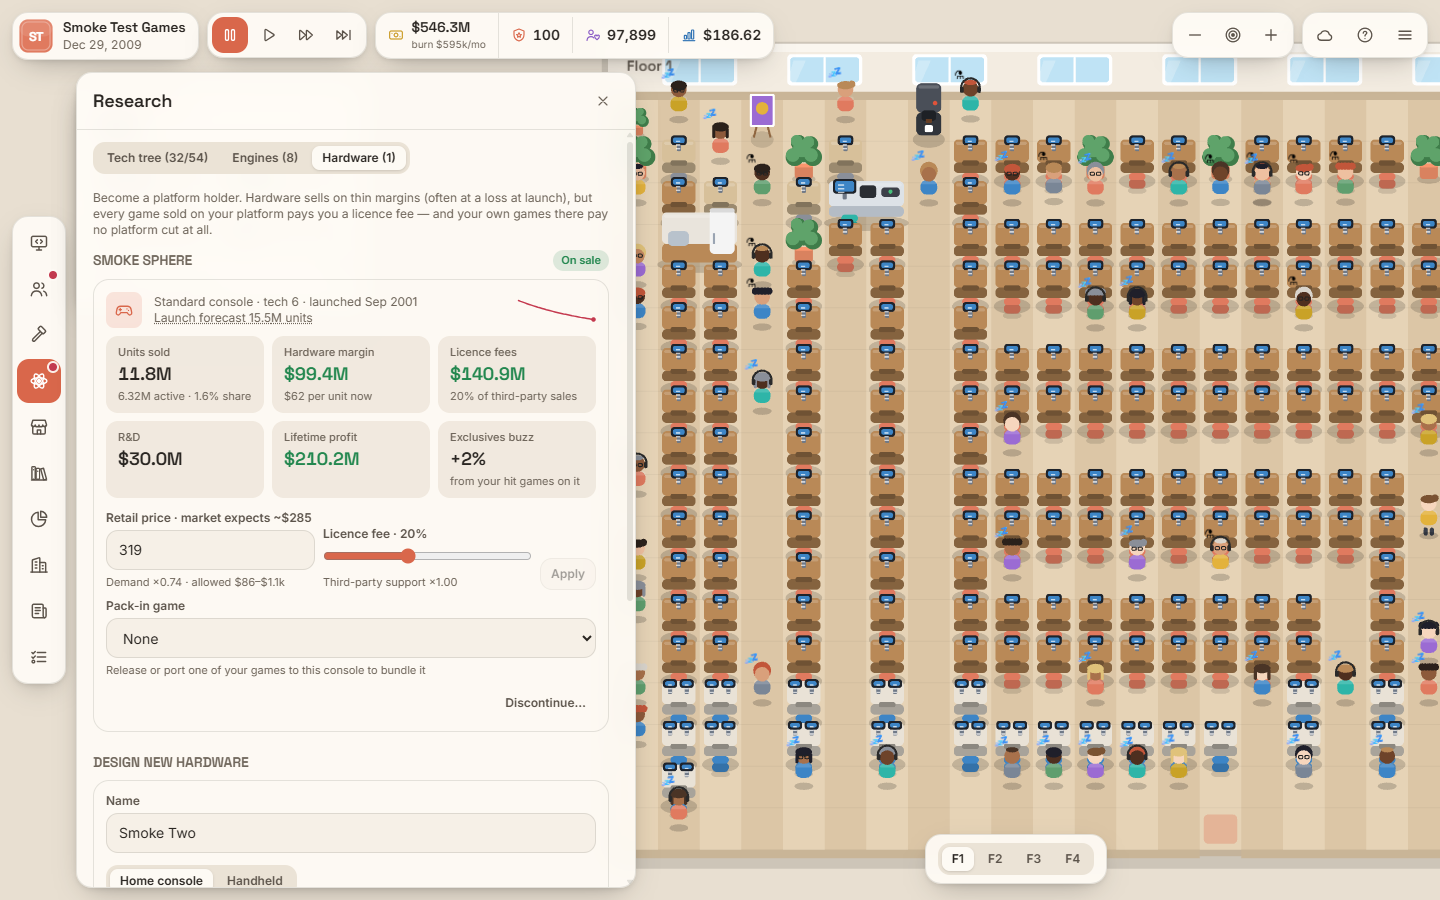 ST
Smoke Test Games
Dec 29, 2009
$546.3M
burn $595k/mo
100
97,899
$186.62
Floor 1
Research
Tech tree (32/54)
Engines (8)
Hardware (1)
Become a platform holder. Hardware sells on thin margins (often at a loss at launch), but
every game sold on your platform pays you a licence fee — and your own games there pay
no platform cut at all.
SMOKE SPHERE
On sale
Standard console · tech 6 · launched Sep 2001
Launch forecast 15.5M units
Units sold
11.8M
6.32M active · 1.6% share
Hardware margin
$99.4M
$62 per unit now
Licence fees
$140.9M
20% of third-party sales
R&D
$30.0M
Lifetime profit
$210.2M
Exclusives buzz
+2%
from your hit games on it
Retail price · market expects ~$285
319
Demand ×0.74 · allowed $86–$1.1k
Licence fee · 20%
Third-party support ×1.00
Apply
Pack-in game
None
Release or port one of your games to this console to bundle it
Discontinue...
DESIGN NEW HARDWARE
Name
Smoke Two
Home console
Handheld
F1
F2
F3
F4